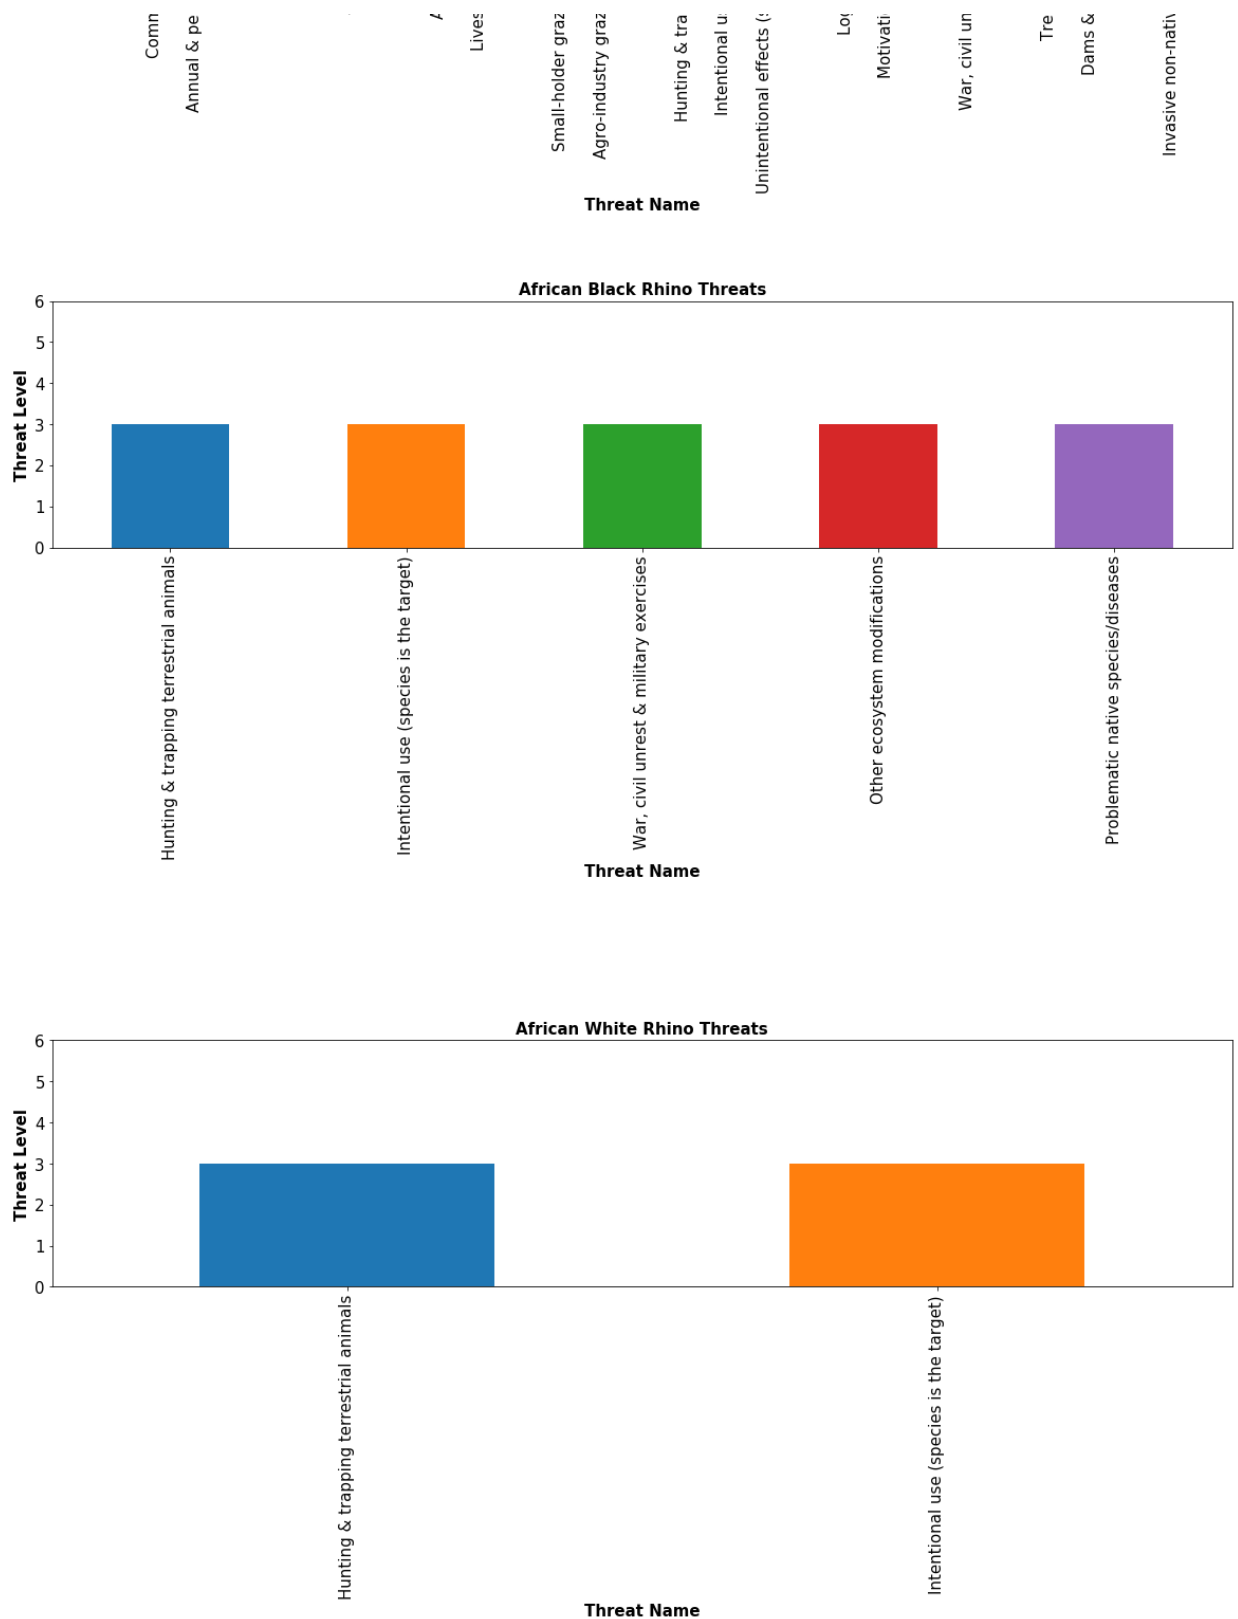 Comm
Annual & pe
Lives
Small-holder graz
Agro-industry graz
Hunting & tra
Intentional u
Unintentional effects (
Log
Motivati
War, civil un
Tre
Dams &
Invasive non-nativ
Threat Name
African Black Rhino Threats
Threat Level
6
5
4
3
2
1
0
Hunting & trapping terrestrial animals
Intentional use (species is the target)
War, civil unrest & military exercises
Other ecosystem modifications
Problematic native species/diseases
Threat Name
African White Rhino Threats
Threat Level
6
5
4
3
2
1
0
Hunting & trapping terrestrial animals
Intentional use (species is the target)
Threat Name